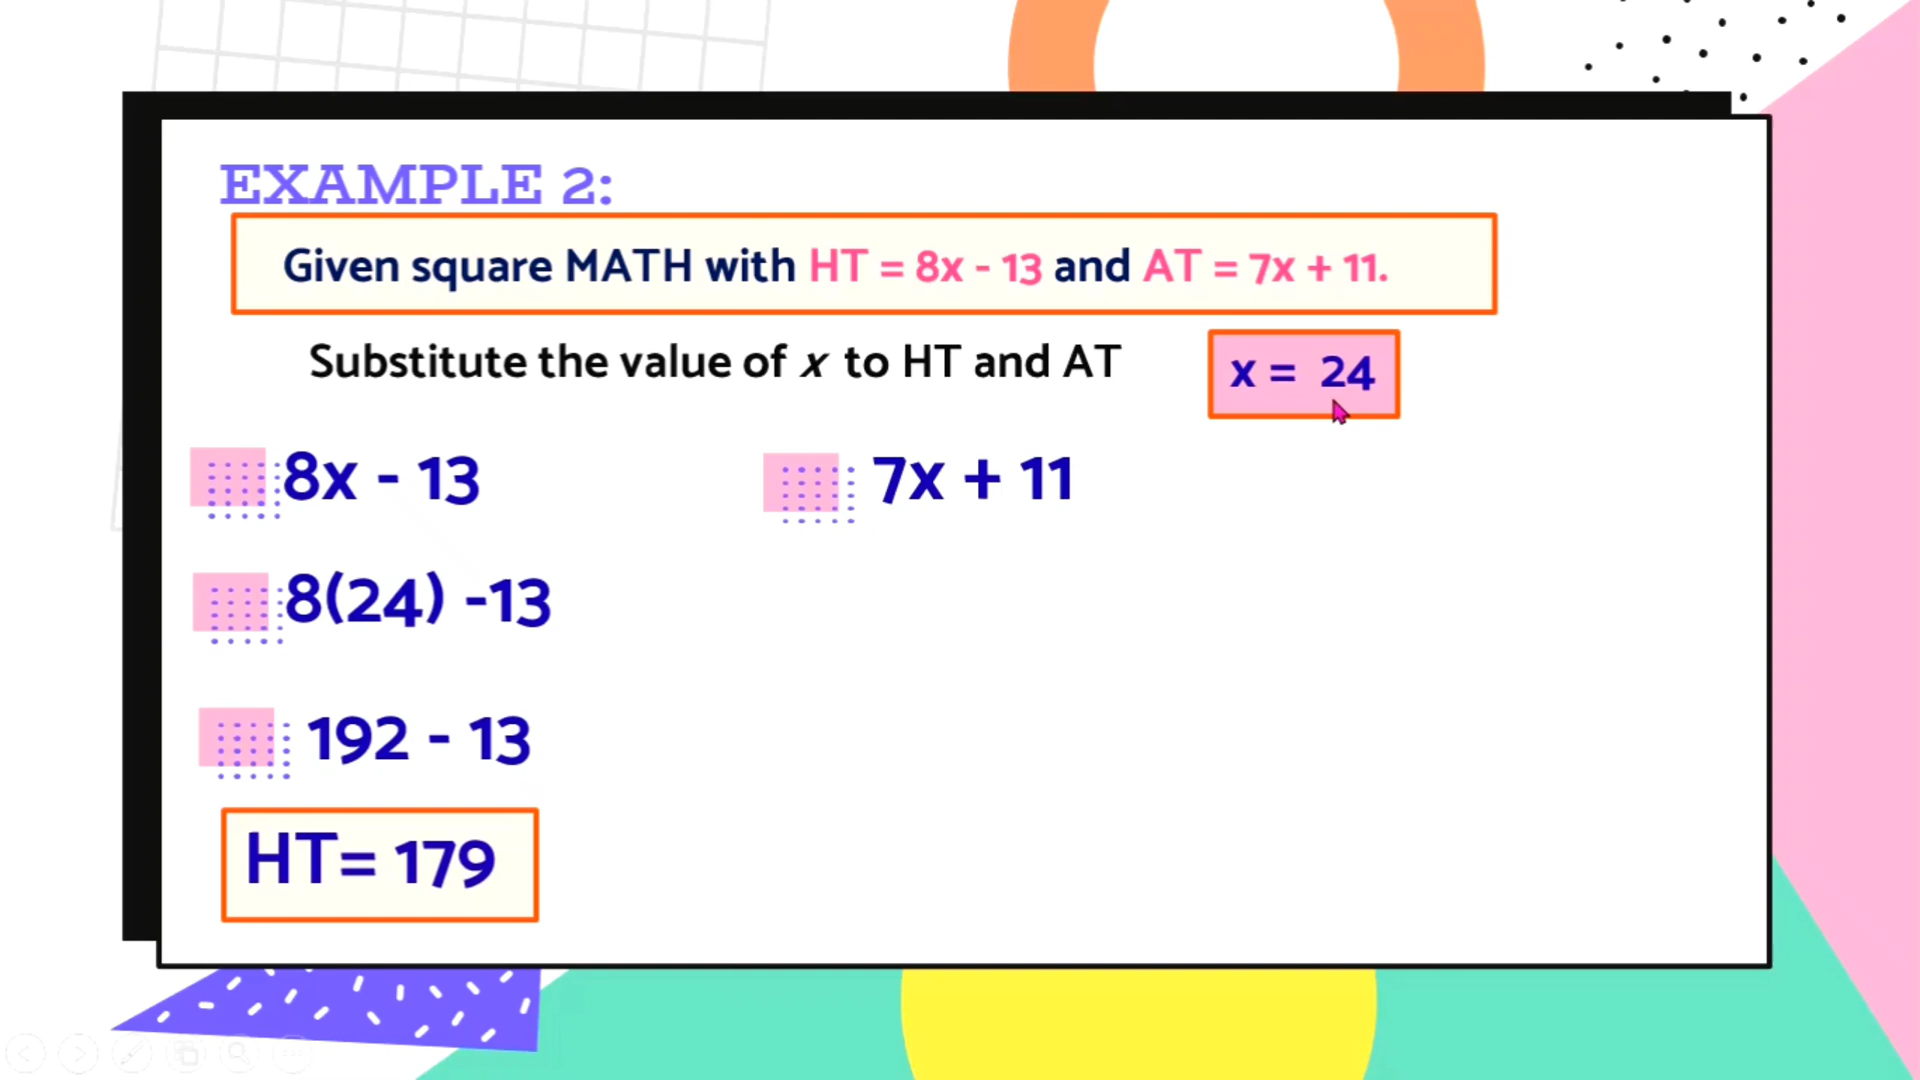 EXAMPLE 2:
Given square MATH with HT = 8x - 13 and AT = 7x + 11.
Substitute the value of x to HT and AT
x = 24
8x - 13
7x + 11
8(24) -13
192 - 13
HT= 179